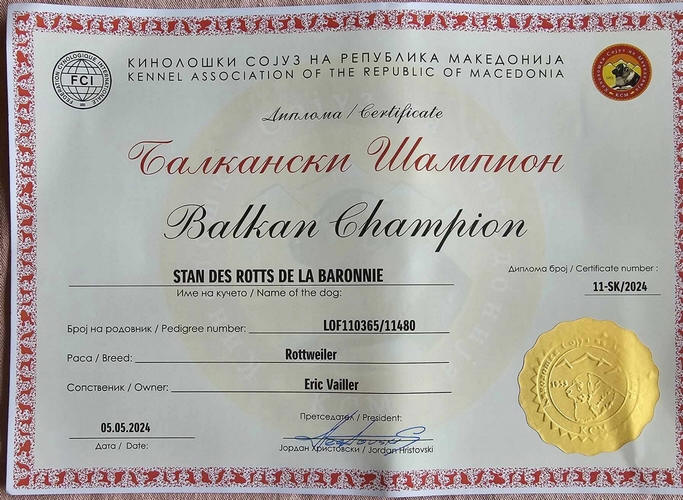 КИНОЛОШКИ СОЈУЗ НА РЕПУБЛИКА МАКЕДОНИЈА
KENNEL ASSOCIATION OF THE REPUBLIC OF MACEDONIA
FEDERATION CYNOLOGIQUE INTERNATIONALE
FCI
Диплома / Certificate
Балкански Шампион
Balkan Champion
STAN DES ROTTS DE LA BARONNIE
Име на кучето / Name of the dog:
Диплома број / Certificate number :
11-SK/2024
Број на родовник / Pedigree number: LOF110365/11480
Раса / Breed: Rottweiler
Сопственик / Owner: Eric Vailler
05.05.2024
Дата / Date:
Претседател / President:
Јордан Христовски / Jordan Hristovski